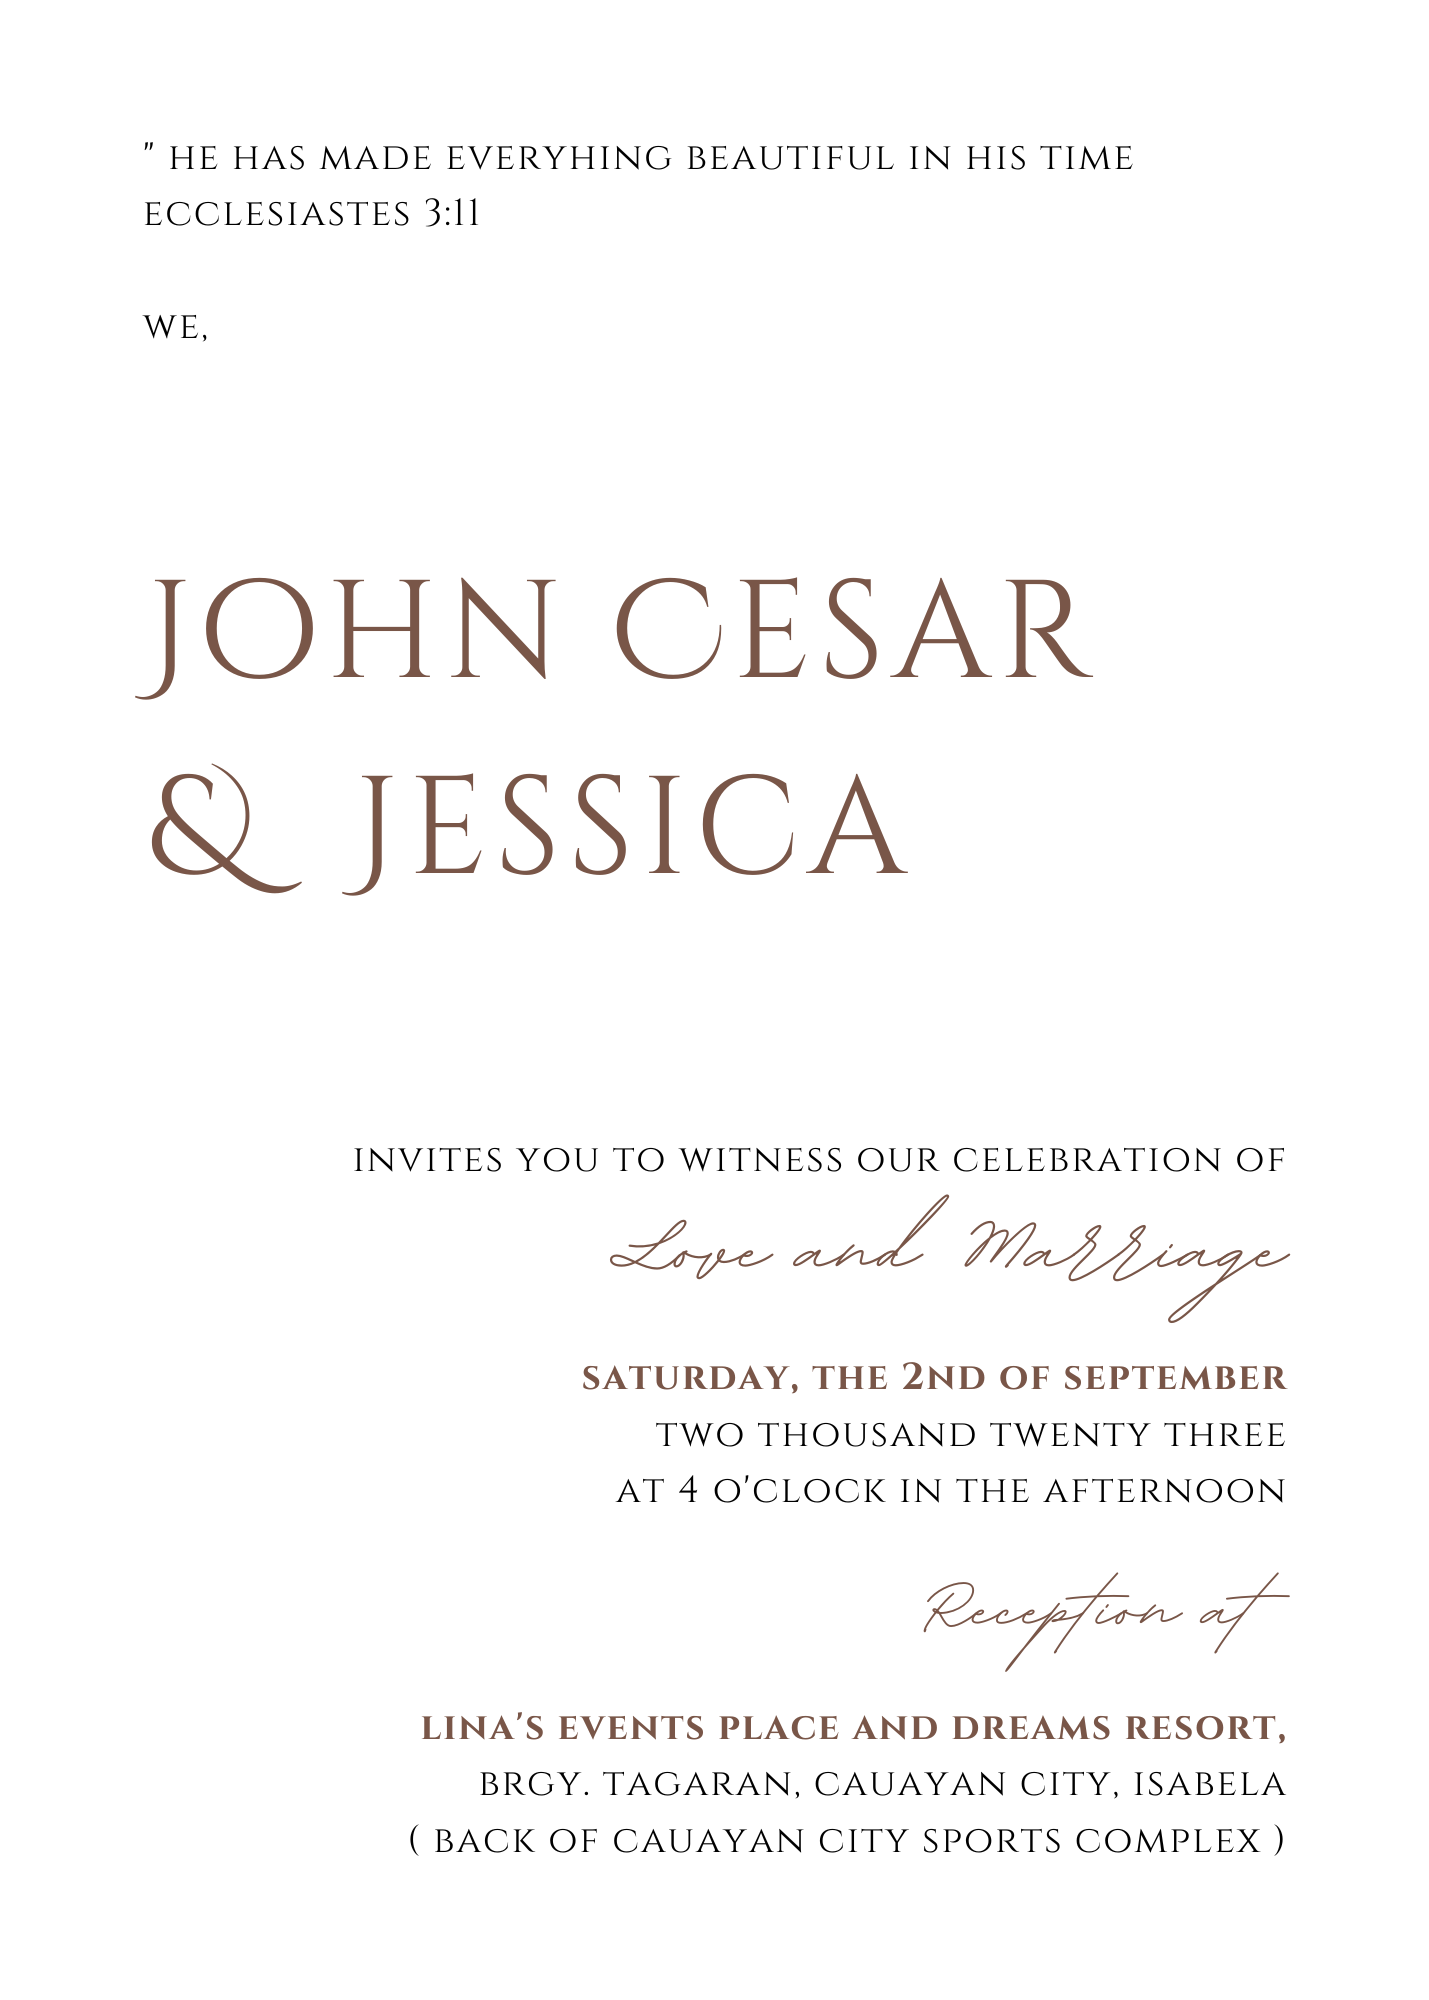 " HE HAS MADE EVERYHING BEAUTIFUL IN HIS TIME
ECCLESIASTES 3:11
WE,
JOHN CESAR
& JESSICA
INVITES YOU TO WITNESS OUR CELEBRATION OF
Love and Marriage
SATURDAY, THE 2ND OF SEPTEMBER
TWO THOUSAND TWENTY THREE
AT 4 O'CLOCK IN THE AFTERNOON
Reception at
LINA'S EVENTS PLACE AND DREAMS RESORT,
BRGY. TAGARAN, CAUAYAN CITY, ISABELA
( BACK OF CAUAYAN CITY SPORTS COMPLEX )